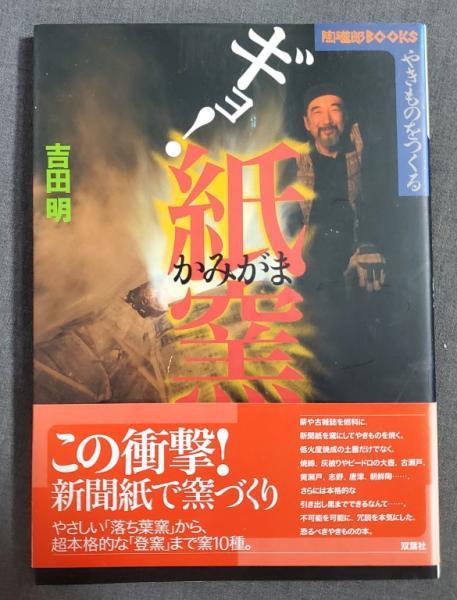 陶磁郎BOOKS
やきものをつくる
ギョ!
紙窯
かみがま
吉田 明
この衝撃!
新聞紙で窯づくり
やさしい「落ち葉窯」から、
超本格的な「登窯」まで窯10種。
薪や古雑誌を燃料に、
新聞紙を窯にしてやきものを焼く。
低火度焼成の土器だけでなく、
焼締、灰被りやビードロの大壺、古瀬戸、
黄瀬戸、志野、唐津、朝鮮陶……、
さらには本格的な
引き出し黒までできるなんて……。
不可能を可能に、冗談を本気にした、
恐るべきやきものの本。
双葉社